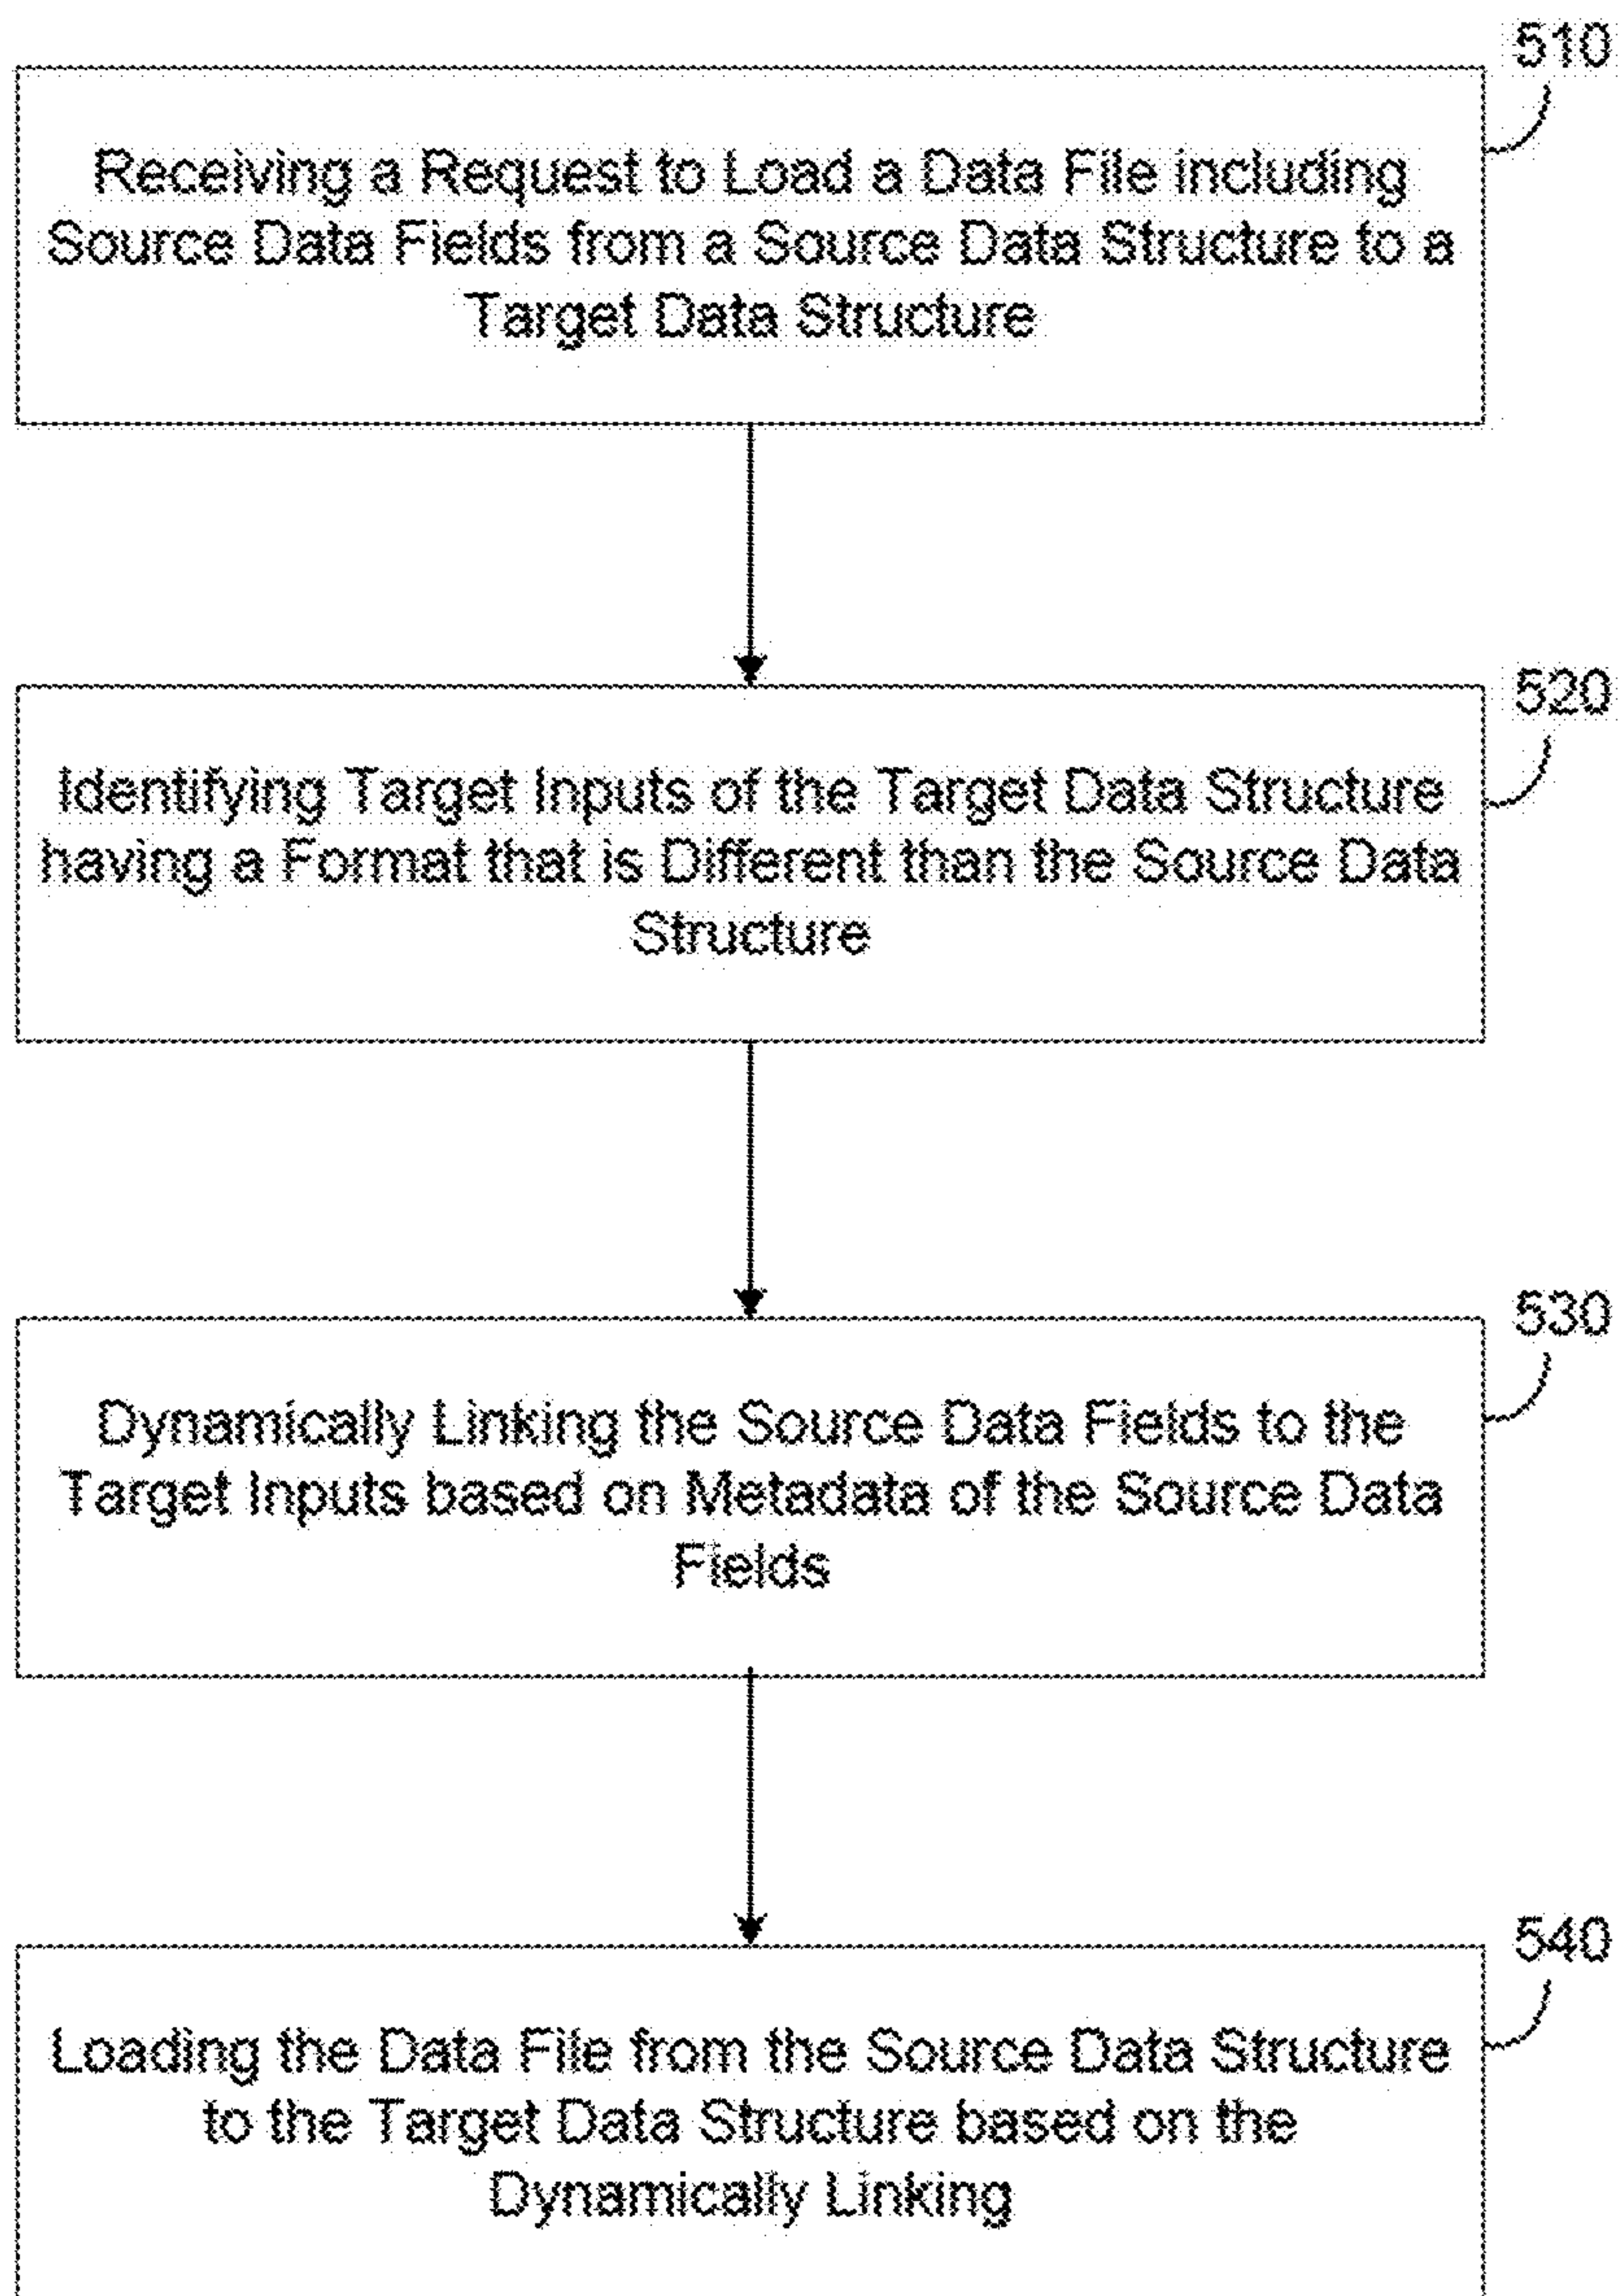 510
Receiving a Request to Load a Data File including
Source Data Fields from a Source Data Structure to a
Target Data Structure
520
Identifying Target Inputs of the Target Data Structure
having a Format that is Different than the Source Data
Structure
530
Dynamically Linking the Source Data Fields to the
Target Inputs based on Metadata of the Source Data
Fields
540
Loading the Data File from the Source Data Structure
to the Target Data Structure based on the
Dynamically Linking